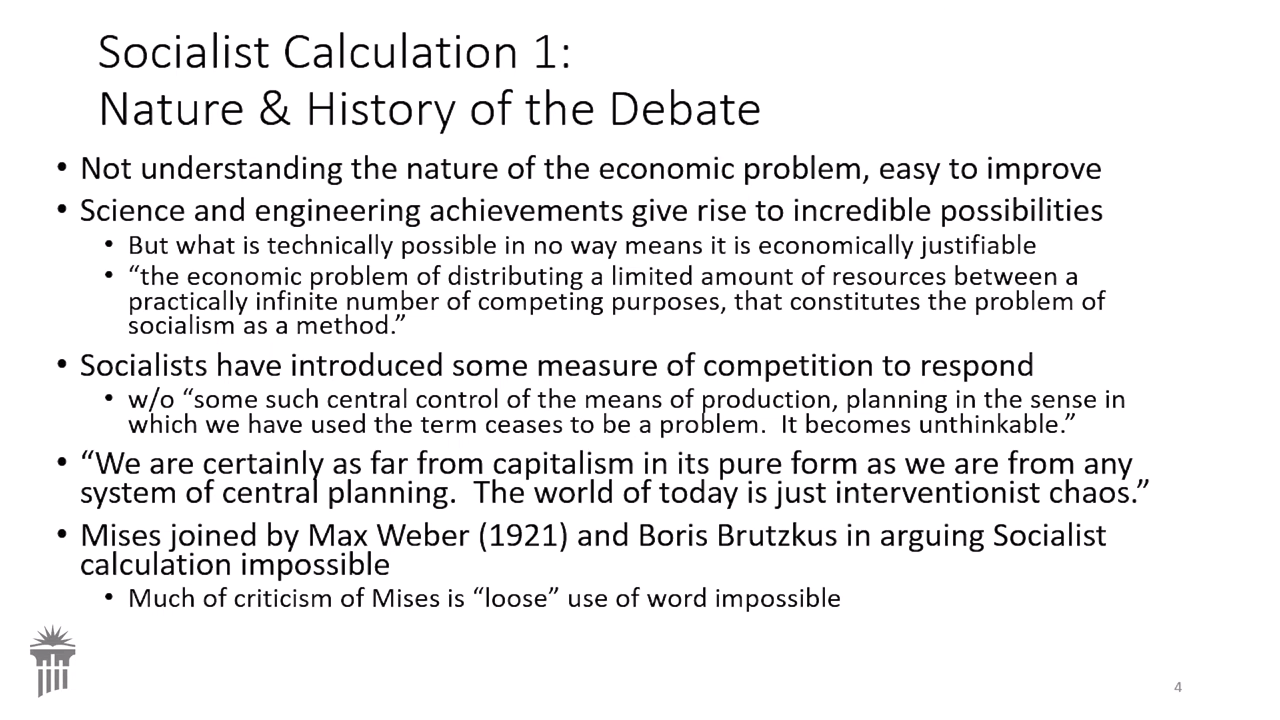 Socialist Calculation 1:
Nature & History of the Debate
• Not understanding the nature of the economic problem, easy to improve
• Science and engineering achievements give rise to incredible possibilities
• But what is technically possible in no way means it is economically justifiable
• “the economic problem of distributing a limited amount of resources between a
practically infinite number of competing purposes, that constitutes the problem of
socialism as a method.”
• Socialists have introduced some measure of competition to respond
• w/o “some such central control of the means of production, planning in the sense in
which we have used the term ceases to be a problem.  It becomes unthinkable.”
• “We are certainly as far from capitalism in its pure form as we are from any
system of central planning.  The world of today is just interventionist chaos.”
• Mises joined by Max Weber (1921) and Boris Brutzkus in arguing Socialist
calculation impossible
• Much of criticism of Mises is “loose” use of word impossible
4